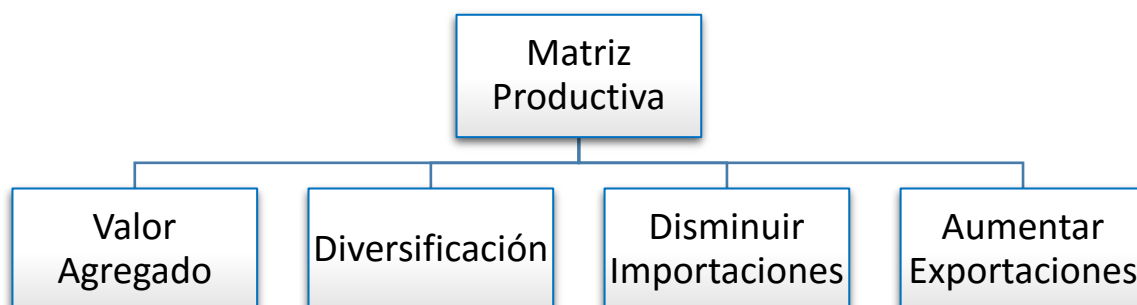 Matriz
Productiva
Valor
Agregado
Diversificación
Disminuir
Importaciones
Aumentar
Exportaciones